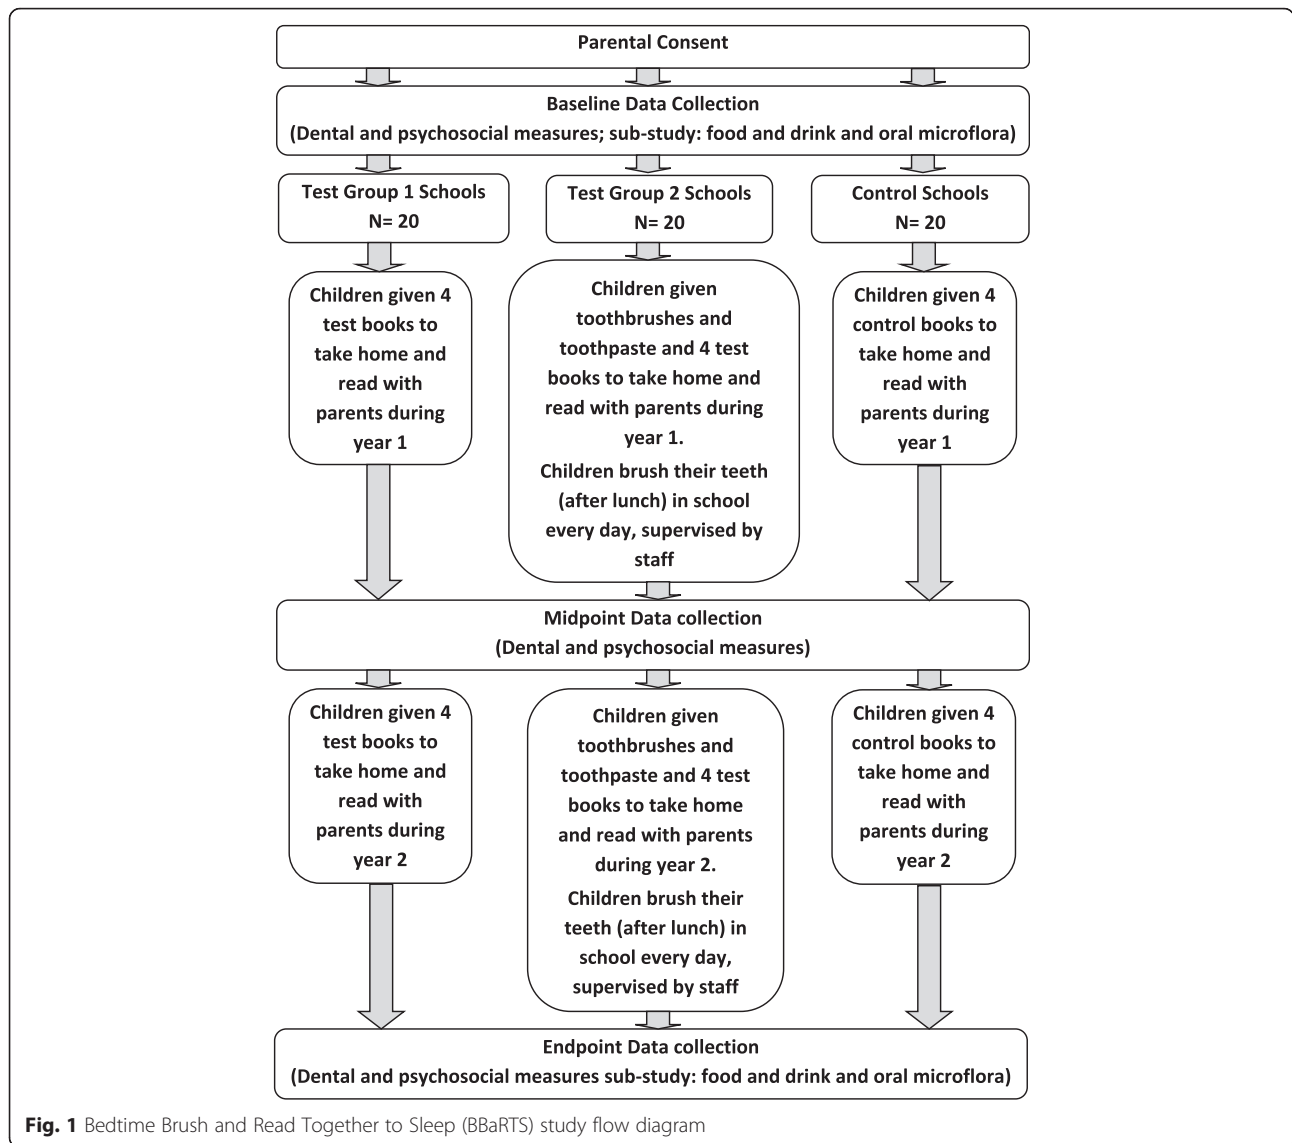 Parental Consent
Baseline Data Collection
(Dental and psychosocial measures; sub-study: food and drink and oral microflora)
Test Group 1 Schools
N= 20
Test Group 2 Schools
N= 20
Control Schools
N= 20
Children given 4
test books to
take home and
read with
parents during
year 1
Children given
toothbrushes and
toothpaste and 4 test
books to take home and
read with parents during
year 1.
Children brush their teeth
(after lunch) in school
every day, supervised by
staff
Children given 4
control books to
take home and
read with
parents during
year 1
Midpoint Data collection
(Dental and psychosocial measures)
Children given 4
test books to
take home and
read with
parents during
year 2
Children given
toothbrushes and
toothpaste and 4 test
books to take home
and read with parents
during year 2.
Children brush their
teeth (after lunch) in
school every day,
supervised by staff
Children given 4
control books to
take home and
read with
parents during
year 2
Endpoint Data collection
(Dental and psychosocial measures sub-study: food and drink and oral microflora)
Fig. 1 Bedtime Brush and Read Together to Sleep (BBaRTS) study flow diagram